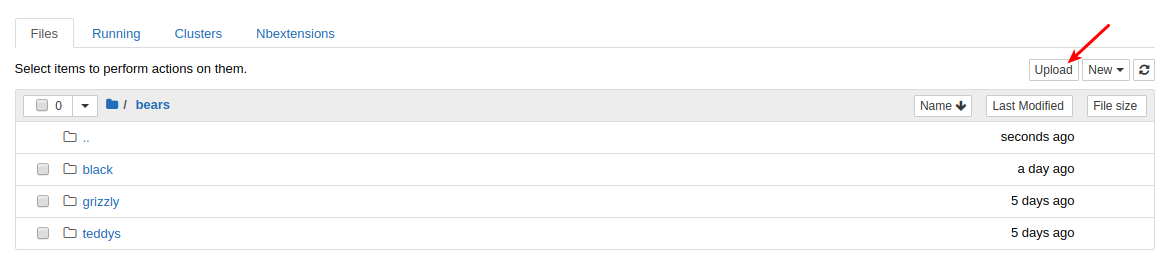 Files Running Clusters Nbextensions
Select items to perform actions on them. Upload New
0 / bears Name Last Modified File size
.. seconds ago
black a day ago
grizzly 5 days ago
teddys 5 days ago